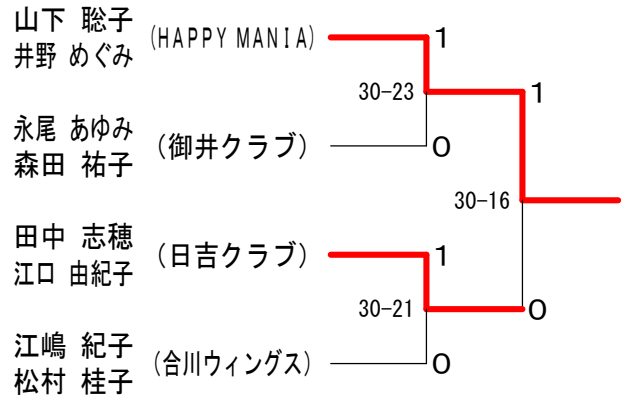 山下 聡子
井野 めぐみ
(HAPPY MANIA)
1
30-23
1
永尾 あゆみ
森田 祐子
(御井クラブ)
0
30-16
田中 志穂
江口 由紀子
(日吉クラブ)
1
30-21
0
江嶋 紀子
松村 桂子
(合川ウィングス)
0